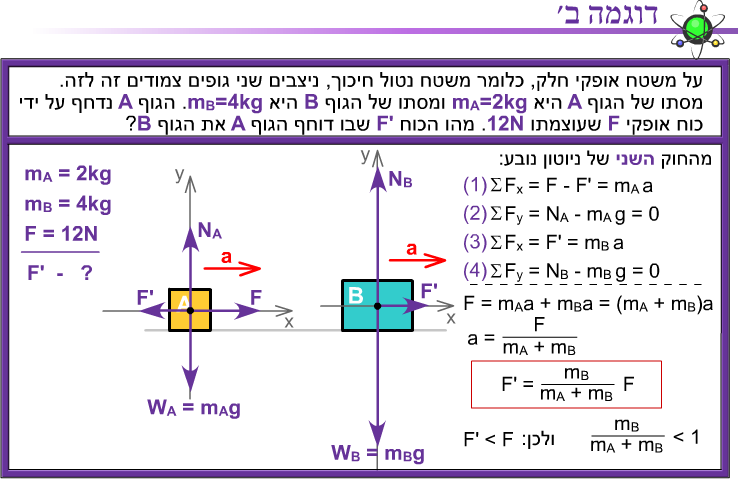 דוגמה ב׳
על משטח אופקי חלק, כלומר משטח נטול חיכוך, ניצבים שני גופים צמודים זה לזה.
מסתו של הגוף A היא mA=2kg ומסתו של הגוף B היא mB=4kg. הגוף A נדחף על ידי
כוח אופקי F שעוצמתו 12N. מהו הכוח F' שבו דוחף הגוף A את הגוף B?
mA = 2kg
mB = 4kg
F = 12N
F' - ?
y
NA
a
F'
A
F
x
WA = mAg
y
NB
a
B
F'
x
WB = mBg
מהחוק השני של ניוטון נובע:
(1) ΣFx = F - F' = mA a
(2) ΣFy = NA - mA g = 0
(3) ΣFx = F' = mB a
(4) ΣFy = NB - mB g = 0
F = mAa + mBa = (mA + mB)a
a = F / mA + mB
F' = mB / mA + mB F
mB / mA + mB < 1 ולכן: F' < F